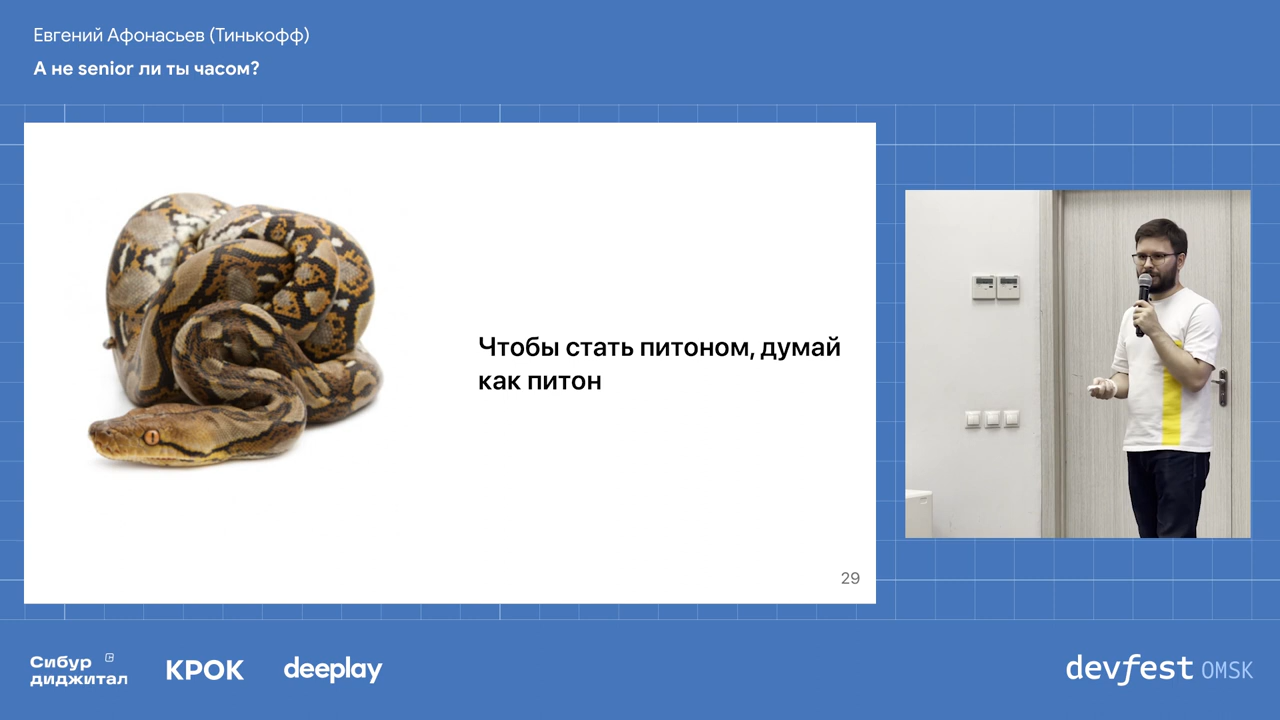 Евгений Афонасьев (Тинькофф)
А не senior ли ты часом?
Чтобы стать питоном, думай
как питон
29
Сибур
диджитал
КРОК
deeplay
devfest OMSK